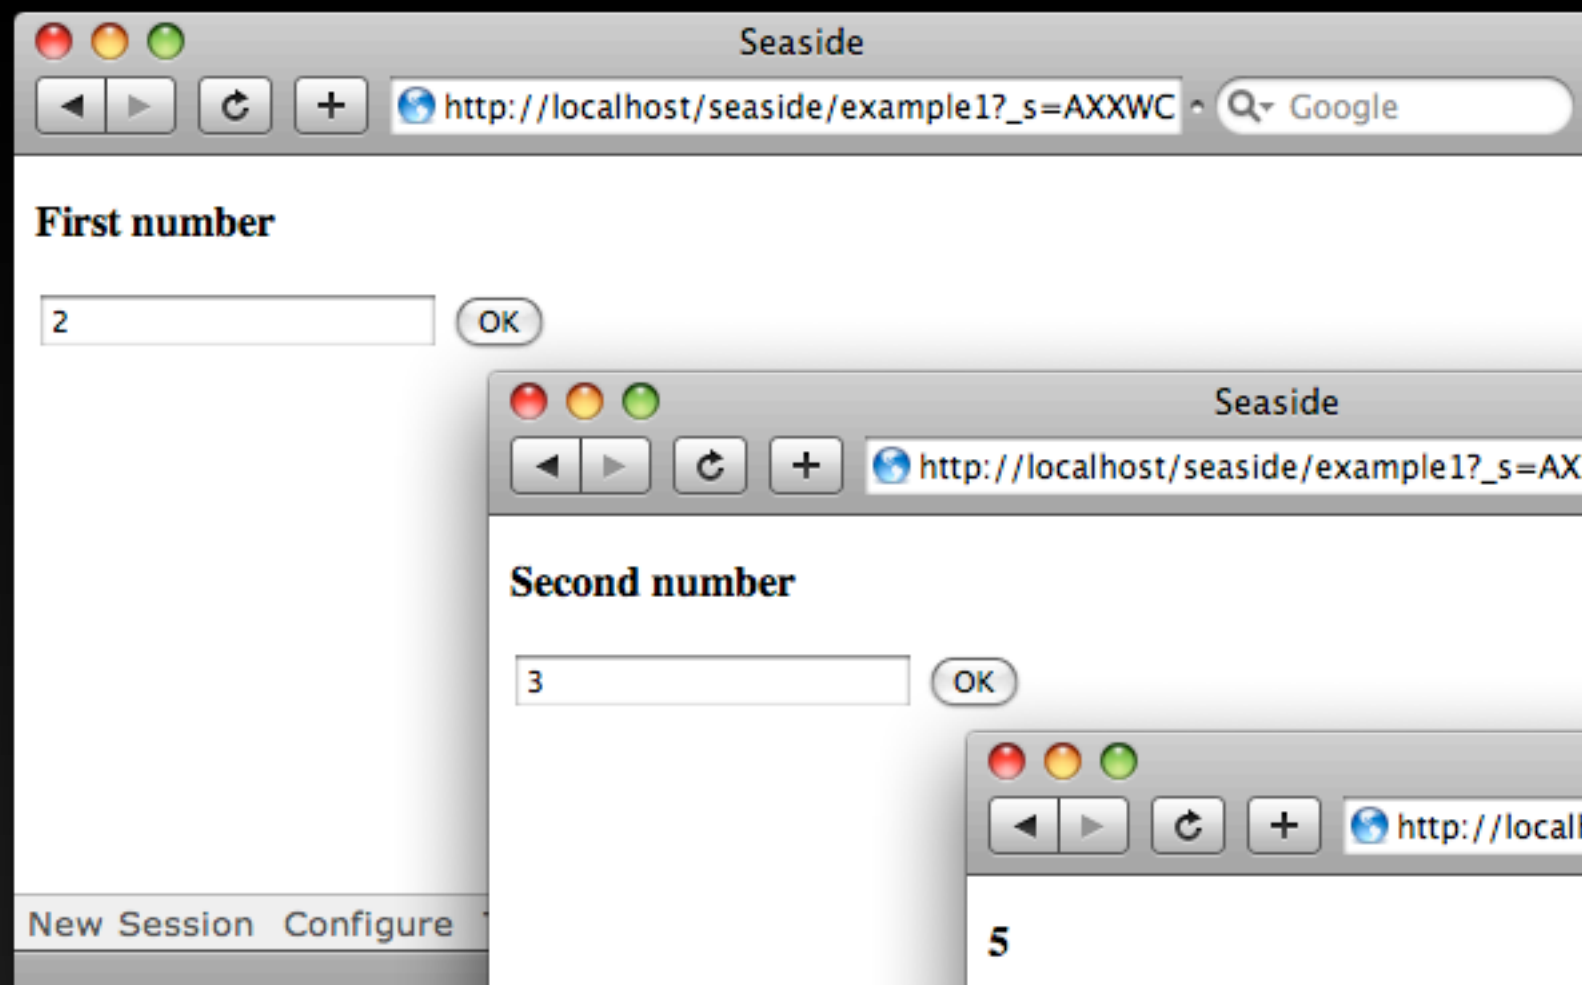 Seaside
http://localhost/seaside/example1?_s=AXXWC
Google
First number
2
OK
Seaside
http://localhost/seaside/example1?_s=AX
Second number
3
OK
http://local
5
New Session Configure